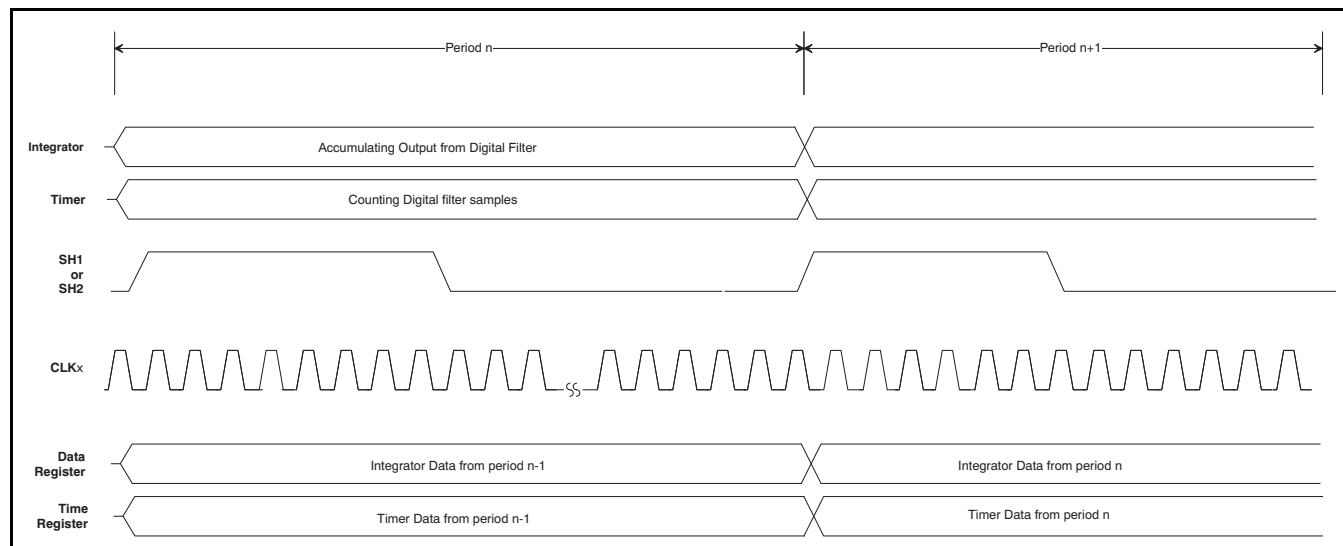 Period n
Period n+1
Integrator
Accumulating Output from Digital Filter
Timer
Counting Digital filter samples
SH1
or
SH2
CLKx
Data
Register
Integrator Data from period n-1
Integrator Data from period n
Time
Register
Timer Data from period n-1
Timer Data from period n